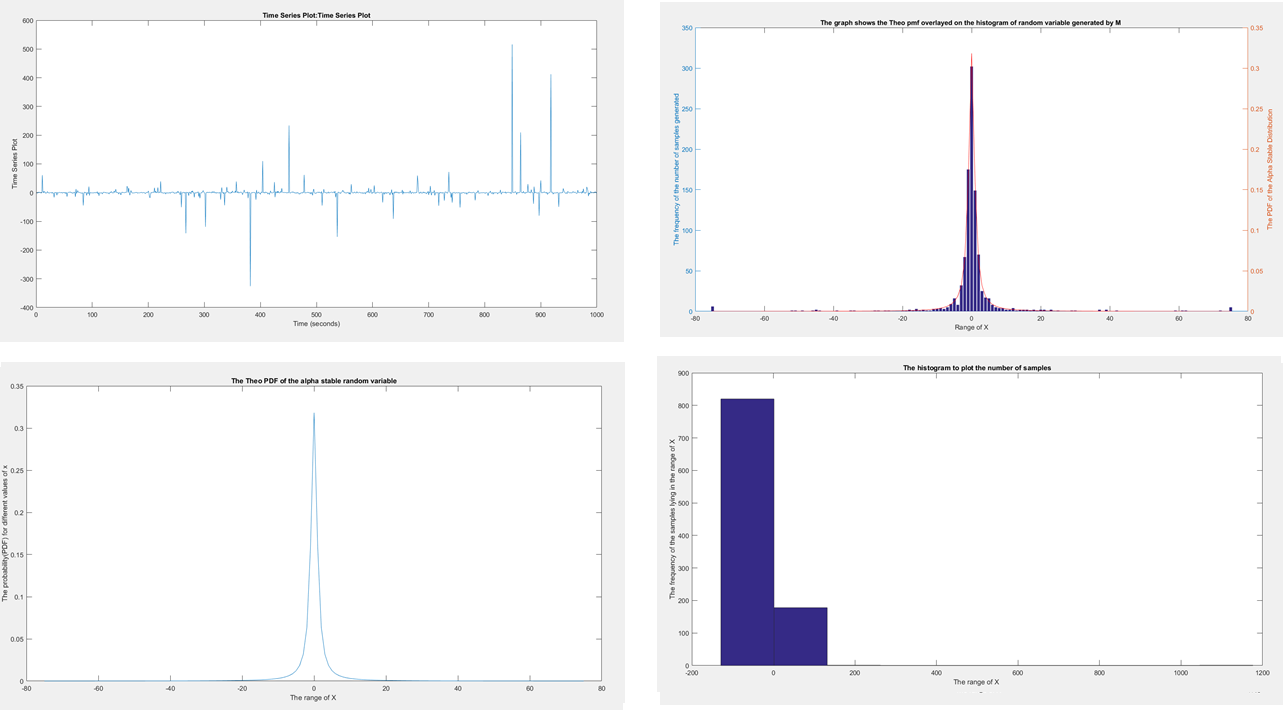 Time Series Plot:Time Series Plot
600
500
400
300
200
100
0
-100
-200
-300
-400
Time Series Plot
0 100 200 300 400 500 600 700 800 900 1000
Time (seconds)
The graph shows the Theo pmf overlayed on the histogram of random variable generated by M
350
300
250
200
150
100
50
0
The frequency of the number of samples generated
0.35
0.3
0.25
0.2
0.15
0.1
0.05
0
The PDF of the Alpha Stable Distribution
-80 -60 -40 -20 0 20 40 60 80
Range of X
The Theo PDF of the alpha stable random variable
0.35
0.3
0.25
0.2
0.15
0.1
0.05
0
The probability(PDF) for different values of x
-80 -60 -40 -20 0 20 40 60 80
The range of X
The histogram to plot the number of samples
900
800
700
600
500
400
300
200
100
0
The frequency of the samples lying in the range of X
-200 0 200 400 600 800 1000 1200
The range of X